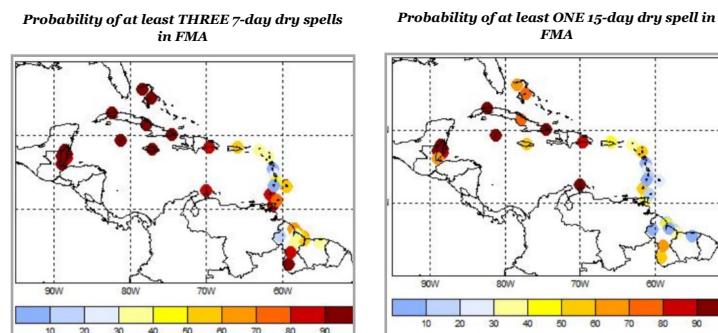 Probability of at least THREE 7-day dry spells
in FMA
90W 80W 70W 60W
10 20 30 40 50 60 70 80 90
Probability of at least ONE 15-day dry spell in
FMA
90W 80W 70W 60W
10 20 30 40 50 60 70 80 90